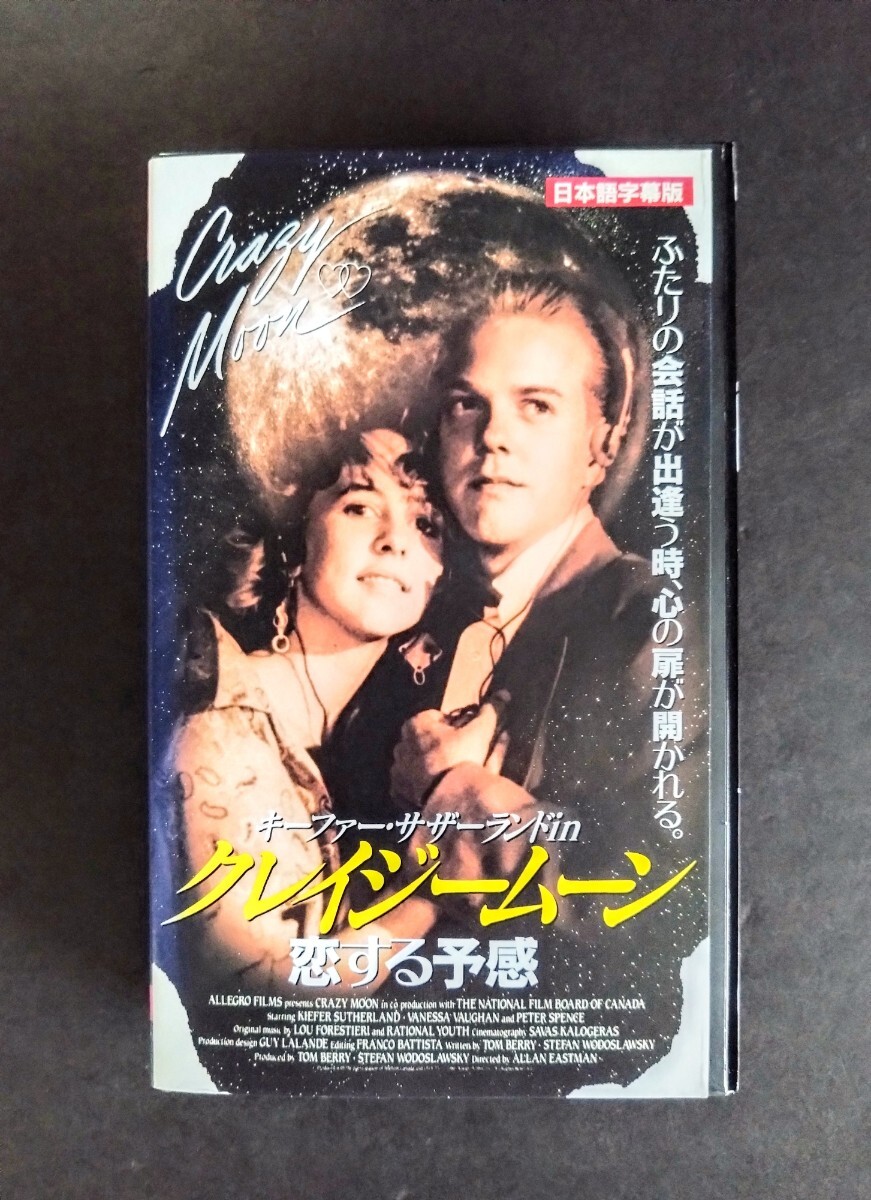 日本語字幕版
Crazy
Moon
ふたりの会話が出逢う時、心の扉が開かれる。
キーファー・サザーランドin
クレイジームーン
恋する予感
ALLEGRO FILMS presents CRAZY MOON in co production with THE NATIONAL FILM BOARD OF CANADA
Starring KIEFER SUTHERLAND · VANESSA VAUGHAN and PETER SPENCE
Original music by LOU FORESTIERI and RATIONAL YOUTH Cinematography SAVAS KALOGERAS
Production design GUY LALANDE Editing FRANCO BATTISTA Written by TOM BERRY · STEFAN WODOSLAWSKY
Produced by TOM BERRY · STEFAN WODOSLAWSKY Directed by ALLAN EASTMAN